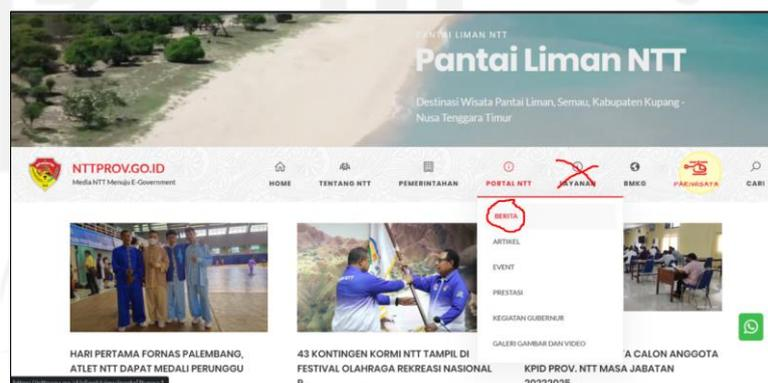 PANTAI LIMAN NTT
Pantai Liman NTT
Destinasi Wisata Pantai Liman, Semau, Kabupaten Kupang -
Nusa Tenggara Timur
NTTPROV.GO.ID
Media NTT Menuju E-Government
HOME
TENTANG NTT
PEMERINTAHAN
PORTAL NTT
LAYANAN
BMKG
PARIWISATA
CARI
BERITA
ARTIKEL
EVENT
PRESTASI
KEGIATAN GUBERNUR
GALERI GAMBAR DAN VIDEO
HARI PERTAMA FORNAS PALEMBANG,
ATLET NTT DAPAT MEDALI PERUNGGU
43 KONTINGEN KORMI NTT TAMPIL DI
FESTIVAL OLAHRAGA REKREASI NASIONAL
CALON ANGGOTA
KPID PROV. NTT MASA JABATAN